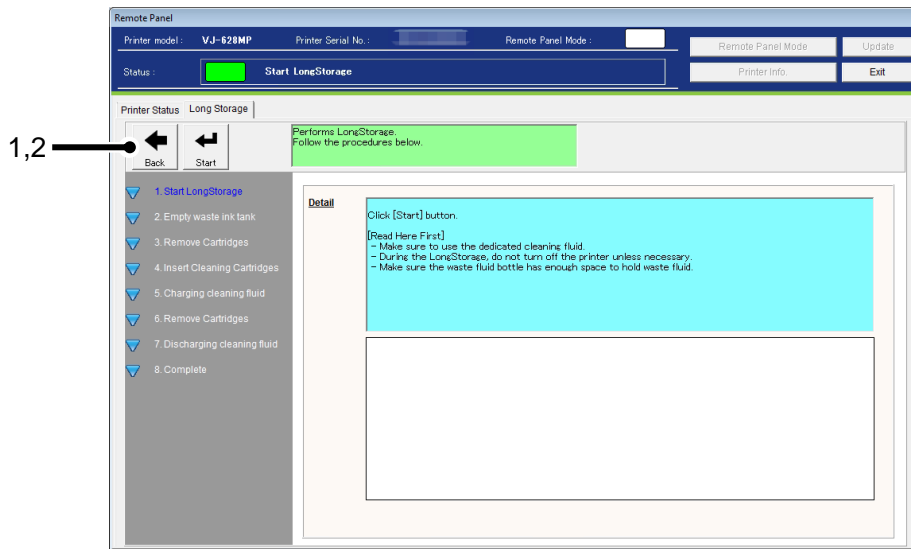 Remote Panel
Printer model : VJ-628MP Printer Serial No. : Remote Panel Mode : Remote Panel Mode Update
Status : Start LongStorage Printer Info. Exit
Printer Status Long Storage
1,2
Back Start
Performs LongStorage.
Follow the procedures below.
1. Start LongStorage
2. Empty waste ink tank
3. Remove Cartridges
4. Insert Cleaning Cartridges
5. Charging cleaning fluid
6. Remove Cartridges
7. Discharging cleaning fluid
8. Complete
Detail
Click [Start] button.
[Read Here First]
- Make sure to use the dedicated cleaning fluid.
- During the LongStorage, do not turn off the printer unless necessary.
- Make sure the waste fluid bottle has enough space to hold waste fluid.